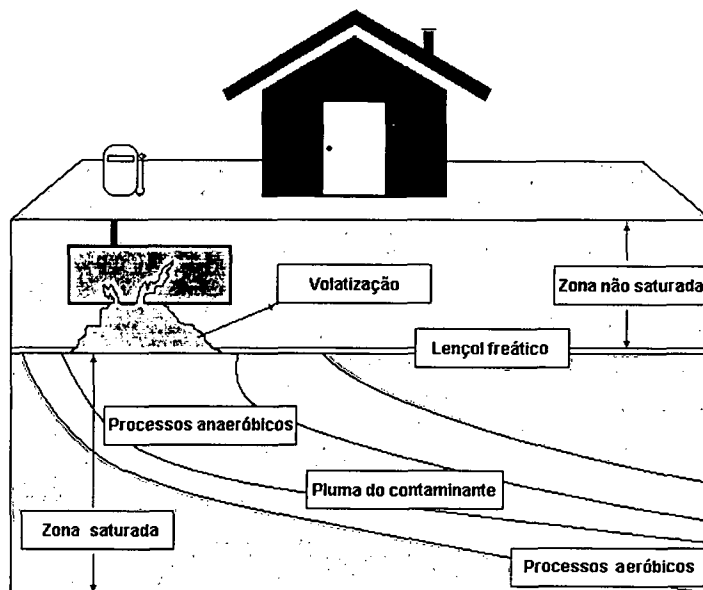 Volatização
Zona não saturada
Lençol freático
Processos anaeróbicos
Pluma do contaminante
Zona saturada
Processos aeróbicos